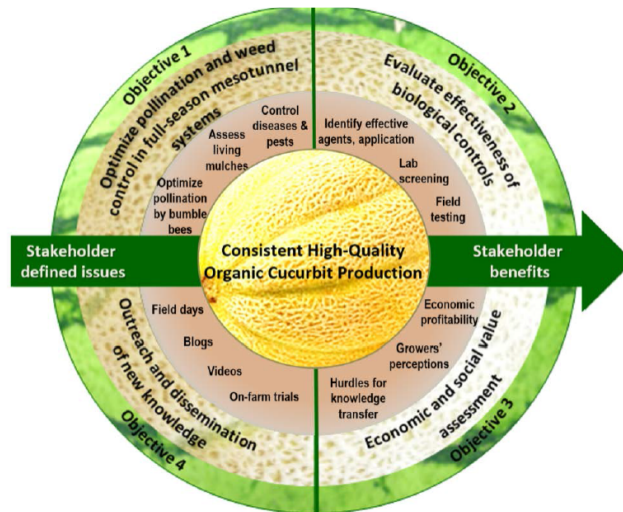 Objective 1
Optimize pollination and weed
control in full-season mesotunnel
systems
Control
diseases &
pests
Assess
living
mulches
Optimize
pollination
by bumble
bees
Objective 2
Evaluate effectiveness of
biological controls
Identify effective
agents, application
Lab
screening
Field
testing
Stakeholder
defined issues
Consistent High-Quality
Organic Cucurbit Production
Stakeholder
benefits
Economic
profitability
Growers'
perceptions
Hurdles for
knowledge
transfer
Economic and social value
assessment
Objective 3
Field days
Blogs
Videos
On-farm trials
Outreach and dissemination
of new knowledge
Objective 4